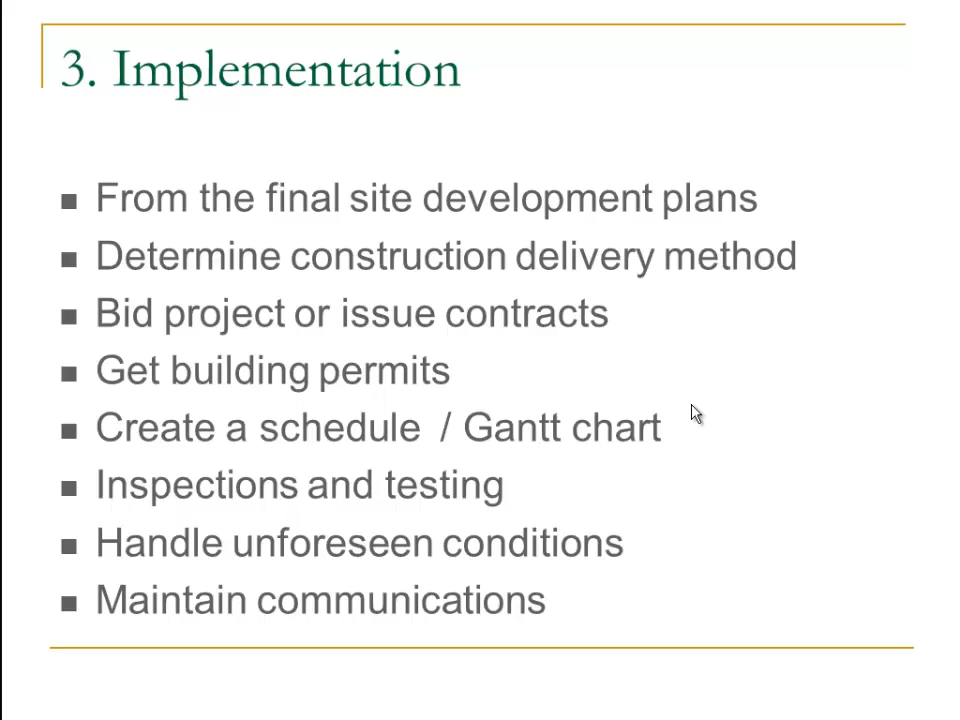 3. Implementation
From the final site development plans
Determine construction delivery method
Bid project or issue contracts
Get building permits
Create a schedule / Gantt chart
Inspections and testing
Handle unforeseen conditions
Maintain communications